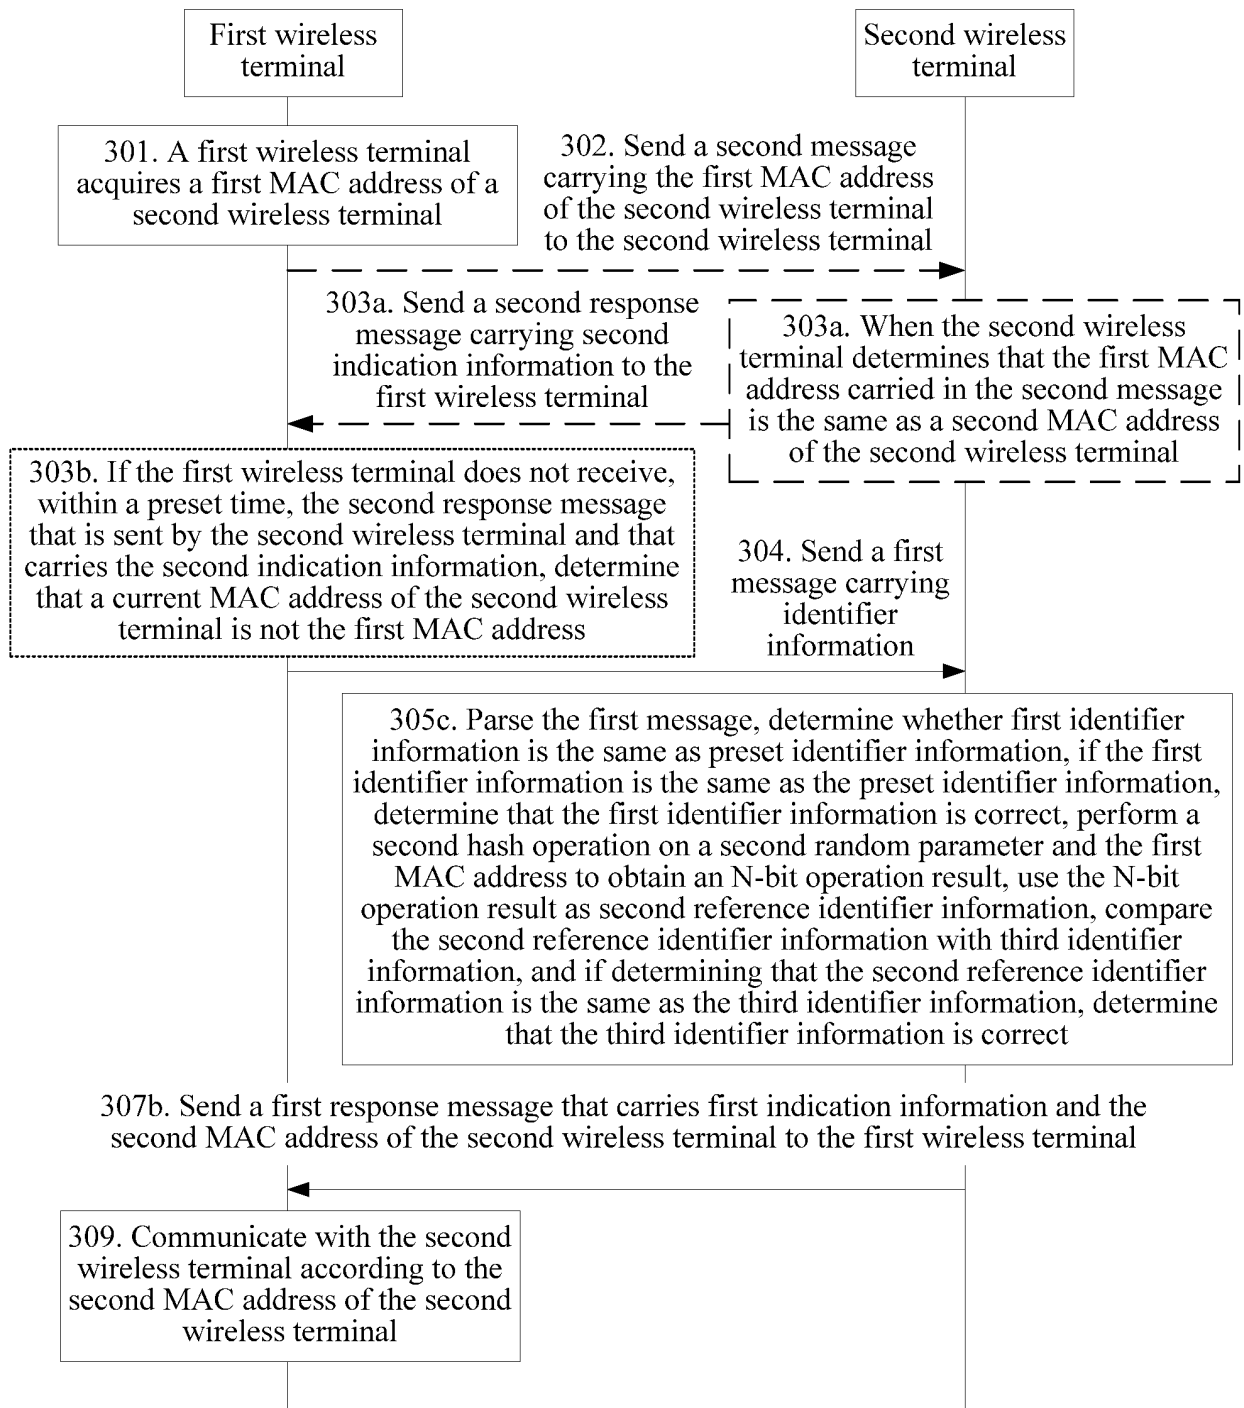 First wireless
terminal
Second wireless
terminal
301. A first wireless terminal
acquires a first MAC address of a
second wireless terminal
302. Send a second message
carrying the first MAC address
of the second wireless terminal
to the second wireless terminal
303a. Send a second response
message carrying second
indication information to the
first wireless terminal
303a. When the second wireless
terminal determines that the first MAC
address carried in the second message
is the same as a second MAC address
of the second wireless terminal
303b. If the first wireless terminal does not receive,
within a preset time, the second response message
that is sent by the second wireless terminal and that
carries the second indication information, determine
that a current MAC address of the second wireless
terminal is not the first MAC address
304. Send a first
message carrying
identifier
information
305c. Parse the first message, determine whether first identifier
information is the same as preset identifier information, if the first
identifier information is the same as the preset identifier information,
determine that the first identifier information is correct, perform a
second hash operation on a second random parameter and the first
MAC address to obtain an N-bit operation result, use the N-bit
operation result as second reference identifier information, compare
the second reference identifier information with third identifier
information, and if determining that the second reference identifier
information is the same as the third identifier information, determine
that the third identifier information is correct
307b. Send a first response message that carries first indication information and the
second MAC address of the second wireless terminal to the first wireless terminal
309. Communicate with the second
wireless terminal according to the
second MAC address of the second
wireless terminal